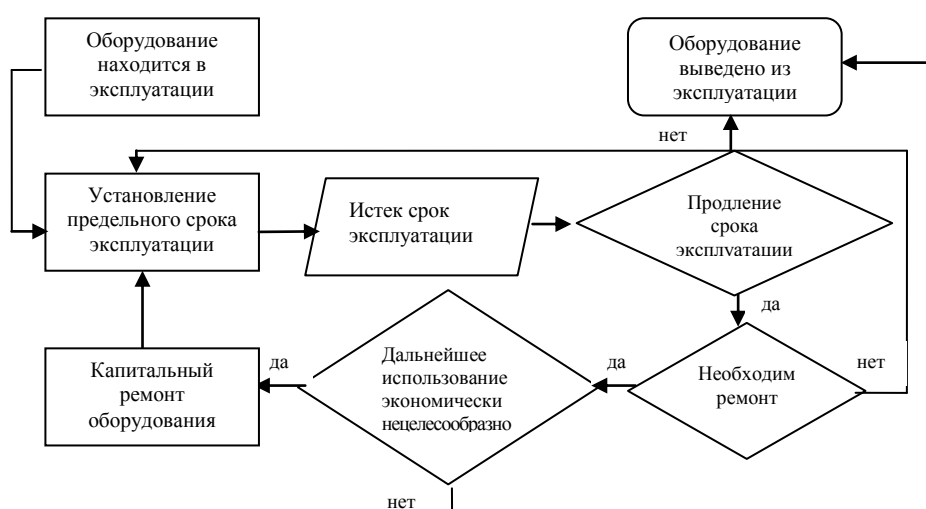 Оборудование
находится в
эксплуатации
Оборудование
выведено из
эксплуатации
нет
Установление
предельного срока
эксплуатации
Истек срок
эксплуатации
Продление
срока
эксплуатации
да
Капитальный
ремонт
оборудования
да
Дальнейшее
использование
экономически
нецелесообразно
да
Необходим
ремонт
нет
нет